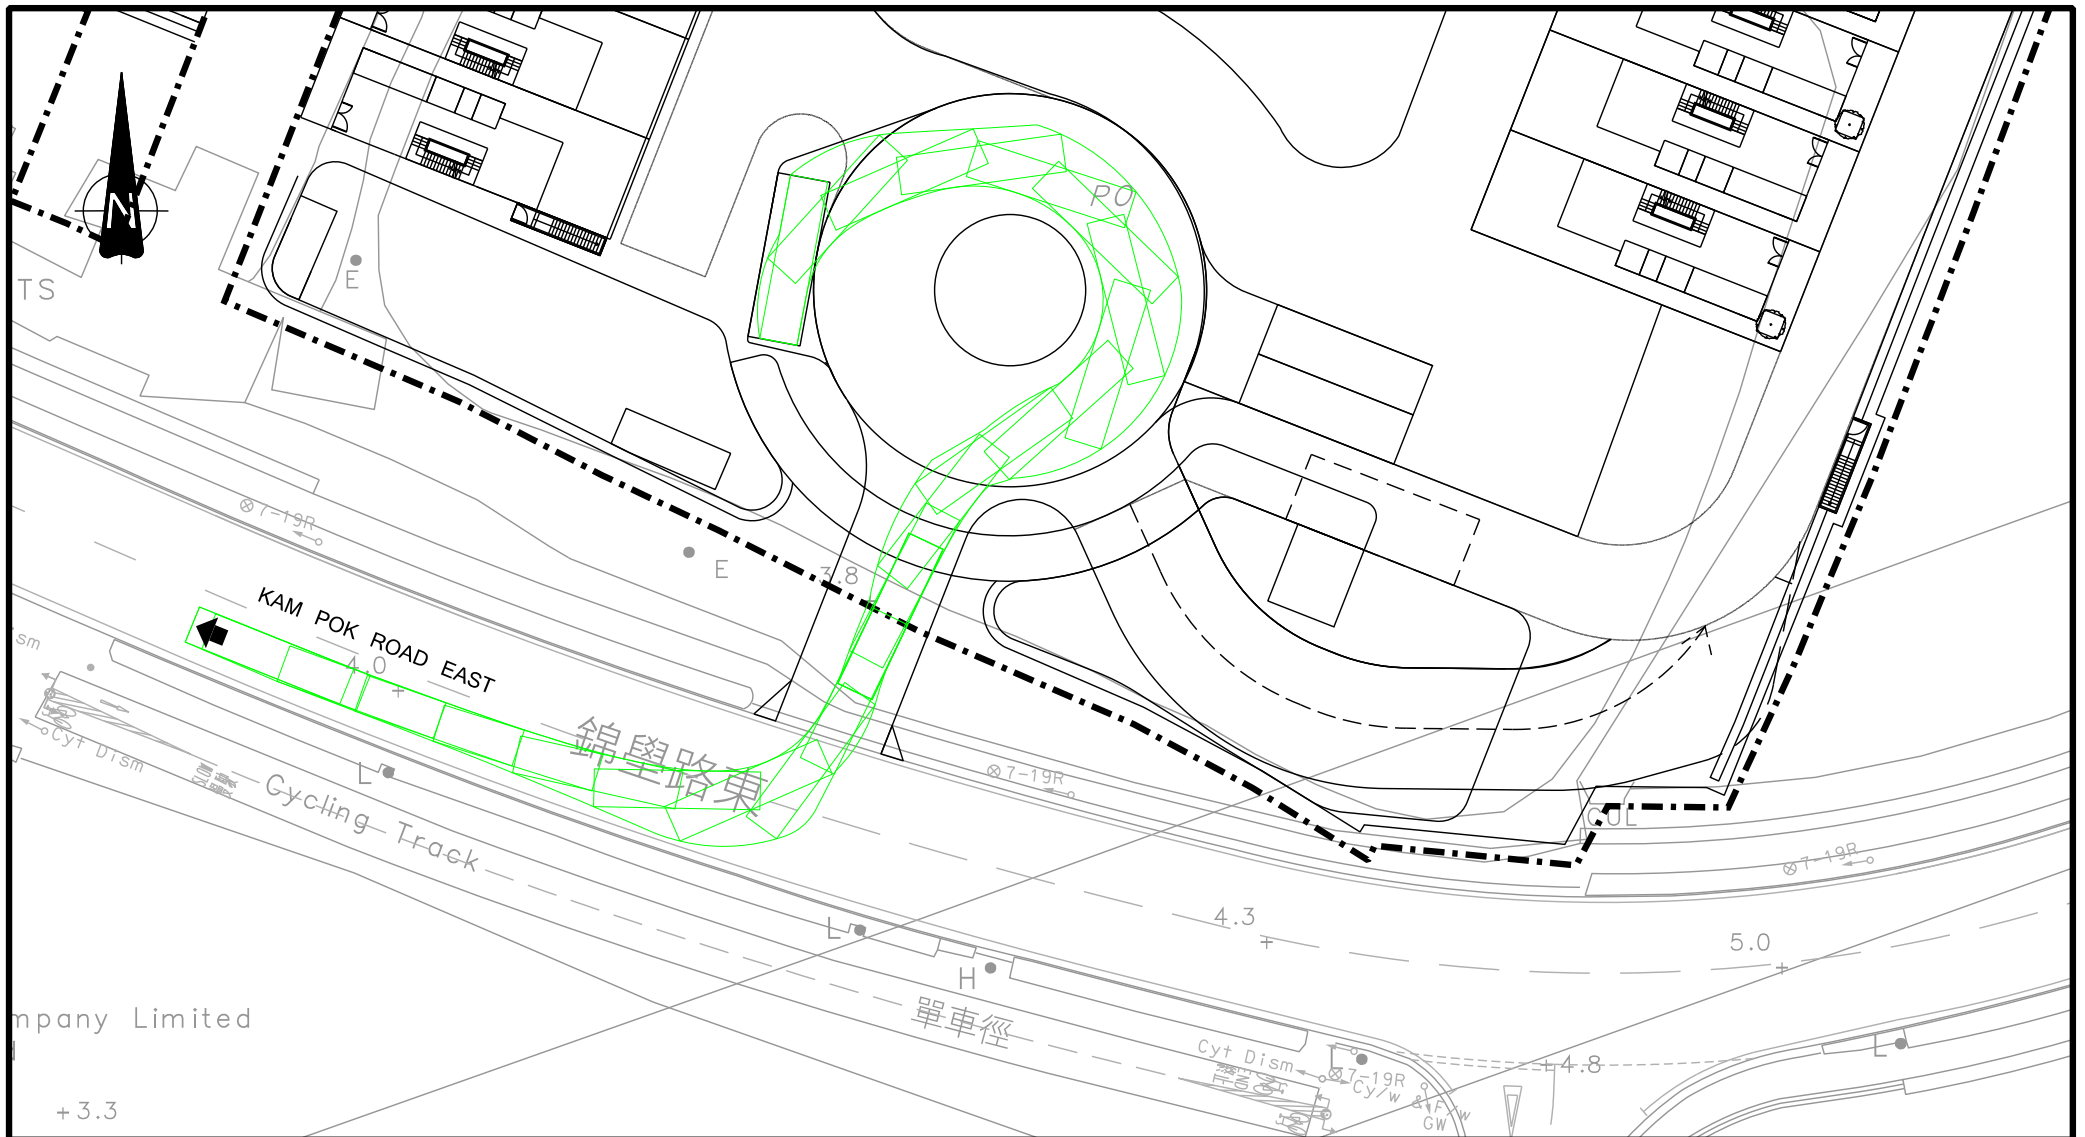 N
PO
E
TS
7-19R
E
3.8
KAM POK ROAD EAST
4.0
sm
錦壆路東
Cyt Dism
L
Cycling Track
7-19R
CUL
7-19R
4.3
5.0
L
H
單車徑
mpany Limited
Cyt Dism
L
7-19R
Cy/w & F/w
GW
+4.8
L
+3.3